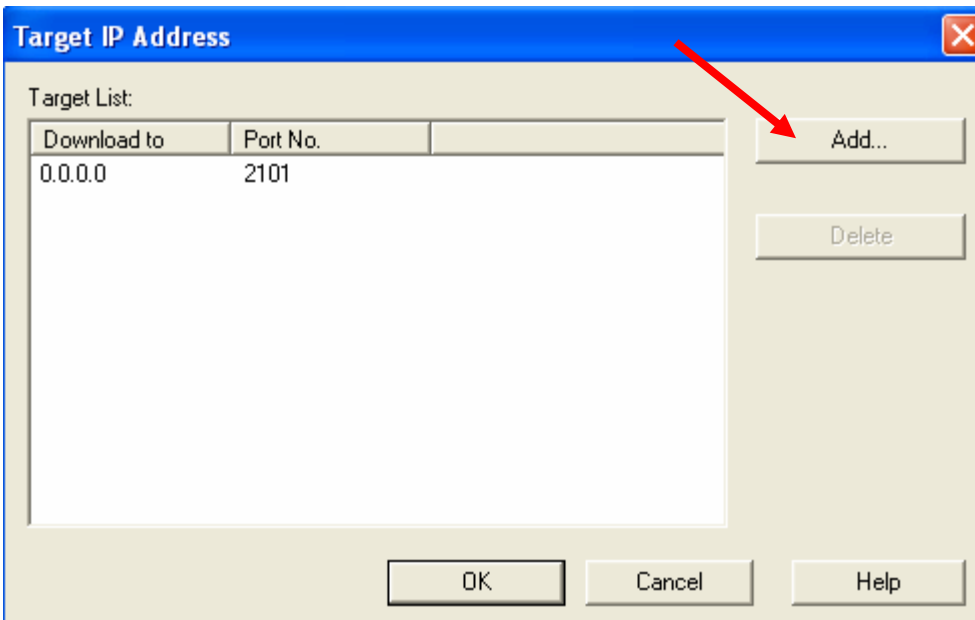 Target IP Address
Target List:
Download to Port No.
0.0.0.0 2101
Add...
Delete
OK Cancel Help